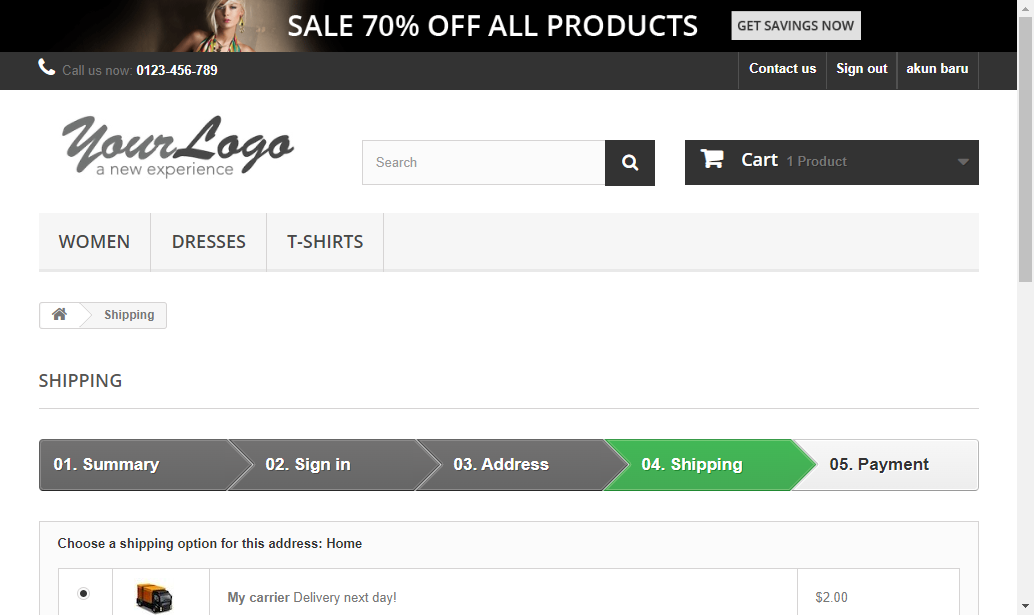 SALE 70% OFF ALL PRODUCTS GET SAVINGS NOW
Call us now: 0123-456-789 Contact us Sign out akun baru
YourLogo
a new experience
Search Cart 1 Product
WOMEN DRESSES T-SHIRTS
Shipping
SHIPPING
01. Summary 02. Sign in 03. Address 04. Shipping 05. Payment
Choose a shipping option for this address: Home
My carrier Delivery next day! $2.00